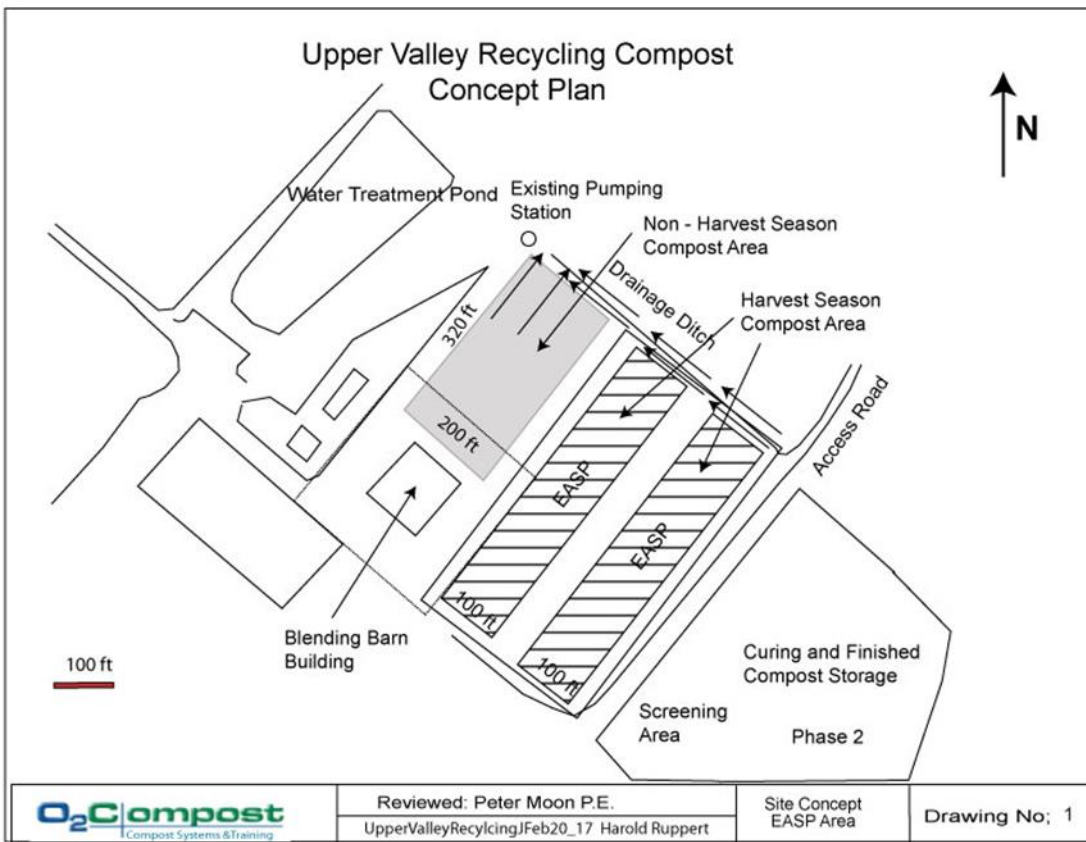 Upper Valley Recycling Compost
Concept Plan
N
Water Treatment Pond
Existing Pumping
Station
Non - Harvest Season
Compost Area
Drainage Ditch
Harvest Season
Compost Area
320 ft
200 ft
Access Road
EASP
EASP
100 ft
100 ft
Blending Barn
Building
100 ft
Curing and Finished
Compost Storage
Screening
Area
Phase 2
O2Compost
Compost Systems &Training
Reviewed: Peter Moon P.E.
UpperValleyRecylcingJFeb20_17 Harold Ruppert
Site Concept
EASP Area
Drawing No; 1